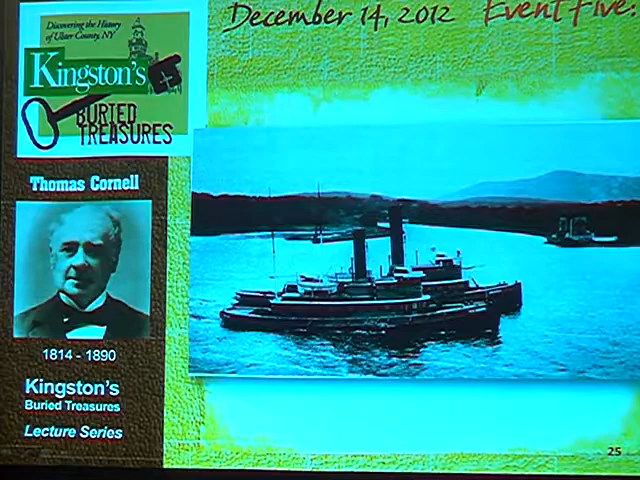 December 14, 2012 Event Five:
Discovering the History
of Ulster County, NY
Kingston's
BURIED
TREASURES
Thomas Cornell
1814 - 1890
Kingston's
Buried Treasures
Lecture Series
25